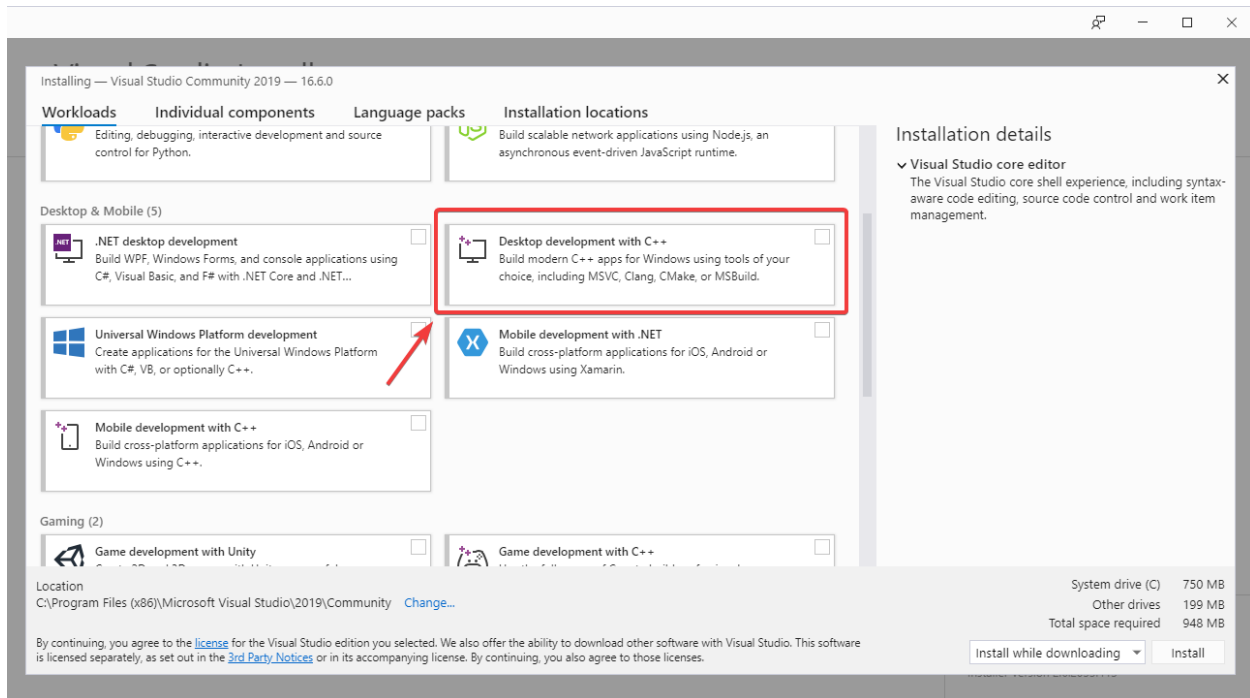 Installing — Visual Studio Community 2019 — 16.6.0
Workloads
Individual components
Language packs
Installation locations
Editing, debugging, interactive development and source
control for Python.
Build scalable network applications using Node.js, an
asynchronous event-driven JavaScript runtime.
Desktop & Mobile (5)
.NET
.NET desktop development
Build WPF, Windows Forms, and console applications using
C#, Visual Basic, and F# with .NET Core and .NET...
Desktop development with C++
Build modern C++ apps for Windows using tools of your
choice, including MSVC, Clang, CMake, or MSBuild.
Universal Windows Platform development
Create applications for the Universal Windows Platform
with C#, VB, or optionally C++.
Mobile development with .NET
Build cross-platform applications for iOS, Android or
Windows using Xamarin.
Mobile development with C++
Build cross-platform applications for iOS, Android or
Windows using C++.
Gaming (2)
Game development with Unity
Game development with C++
Installation details
Visual Studio core editor
The Visual Studio core shell experience, including syntax-
aware code editing, source code control and work item
management.
Location
C:\Program Files (x86)\Microsoft Visual Studio\2019\Community Change...
By continuing, you agree to the license for the Visual Studio edition you selected. We also offer the ability to download other software with Visual Studio. This software
is licensed separately, as set out in the 3rd Party Notices or in its accompanying license. By continuing, you also agree to those licenses.
System drive (C) 750 MB
Other drives 199 MB
Total space required 948 MB
Install while downloading
Install